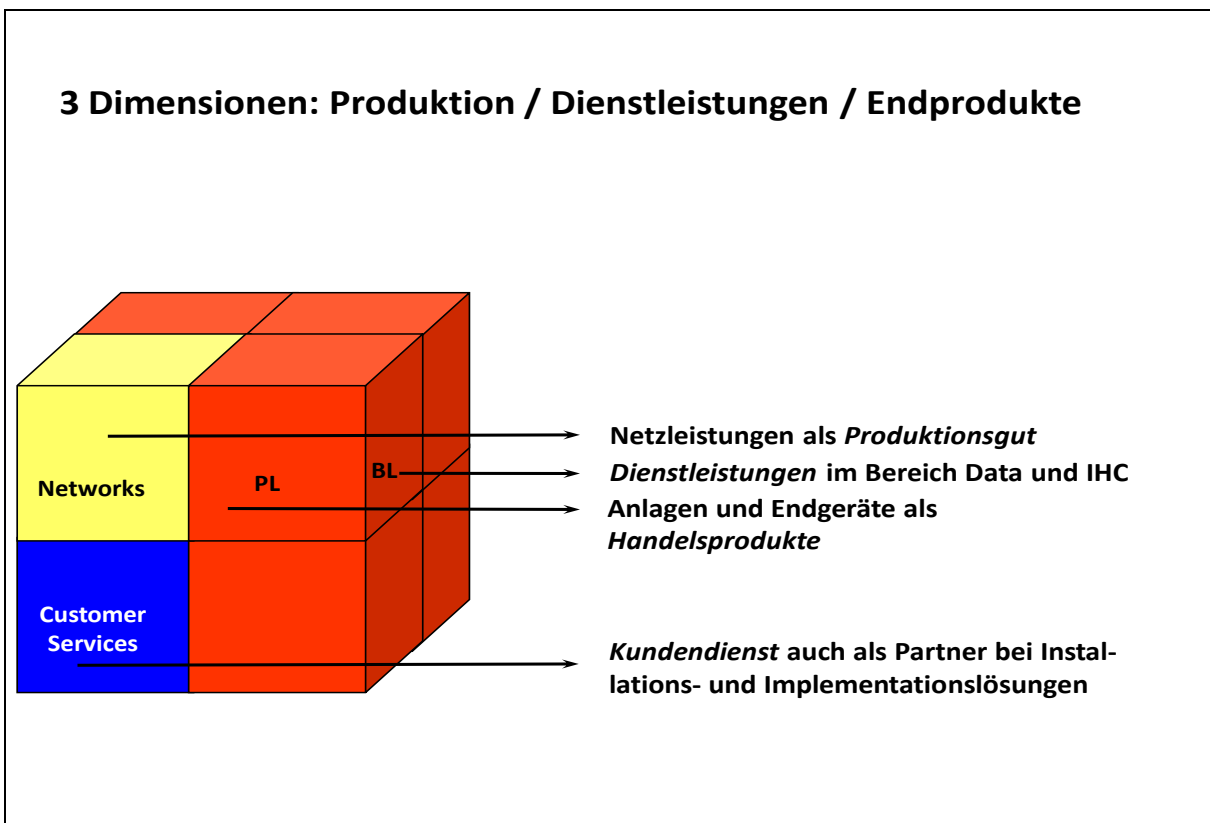 3 Dimensionen: Produktion / Dienstleistungen / Endprodukte
Networks
PL
BL
Customer
Services
Netzleistungen als Produktionsgut
Dienstleistungen im Bereich Data und IHC
Anlagen und Endgeräte als
Handelsprodukte
Kundendienst auch als Partner bei Instal-
lations- und Implementationslösungen